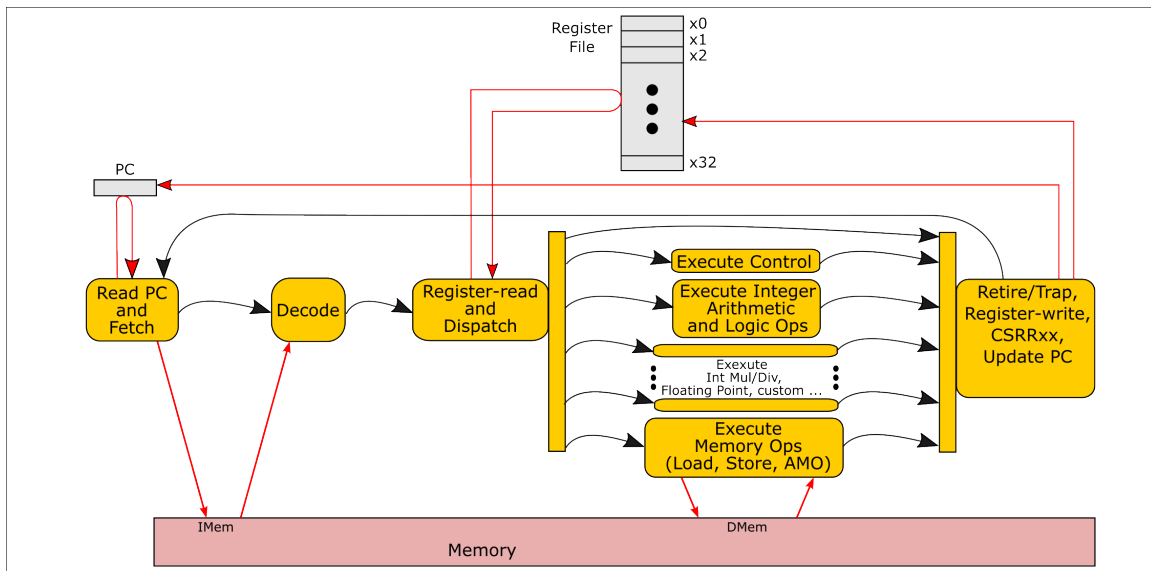 Register
File
x0
x1
x2
x32
PC
Read PC
and
Fetch
Decode
Register-read
and
Dispatch
Execute Control
Execute Integer
Arithmetic
and Logic Ops
Exexute
Int Mul/Div,
Floating Point, custom ...
Execute
Memory Ops
(Load, Store, AMO)
Retire/Trap,
Register-write,
CSRRxx,
Update PC
IMem
DMem
Memory